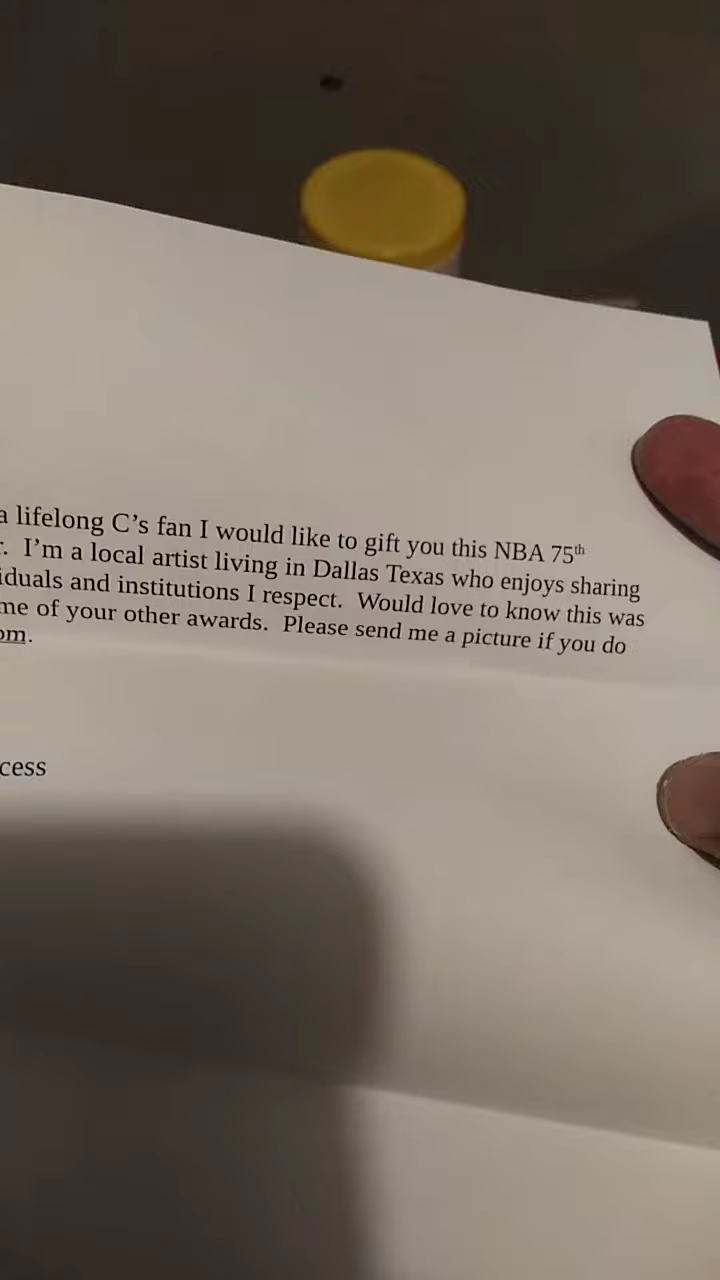 a lifelong C’s fan I would like to gift you this NBA 75th
r. I’m a local artist living in Dallas Texas who enjoys sharing
iduals and institutions I respect. Would love to know this was
me of your other awards. Please send me a picture if you do
om.
cess